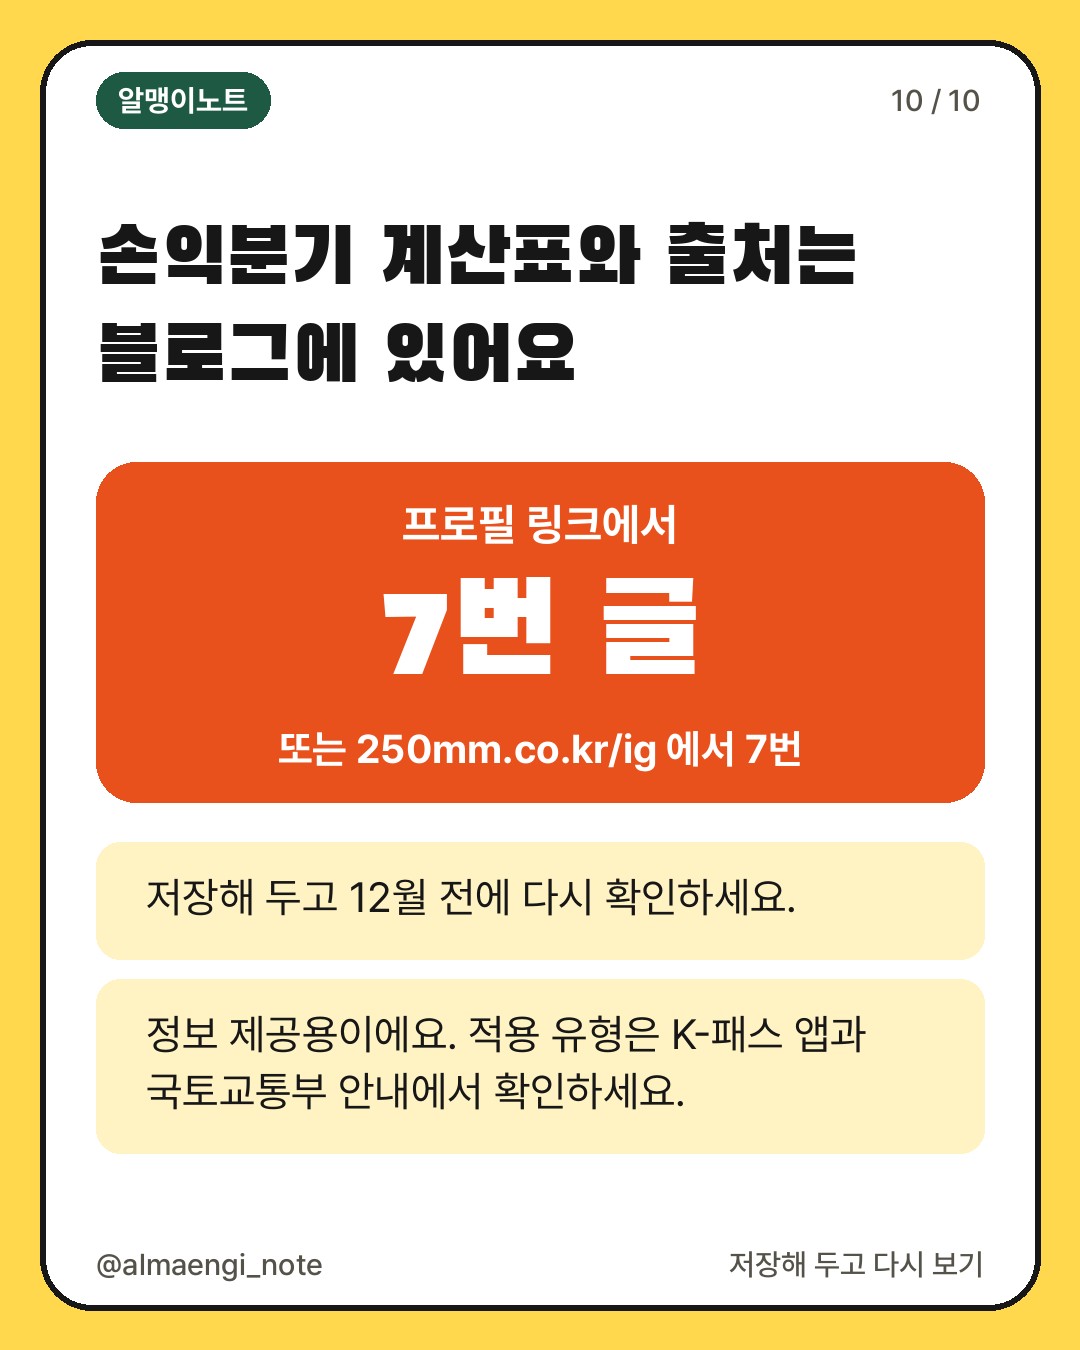 알맹이노트
10 / 10
손익분기 계산표와 출처는
블로그에 있어요
프로필 링크에서
7번 글
또는 250mm.co.kr/ig 에서 7번
저장해 두고 12월 전에 다시 확인하세요.
정보 제공용이에요. 적용 유형은 K-패스 앱과
국토교통부 안내에서 확인하세요.
@almaengi_note
저장해 두고 다시 보기